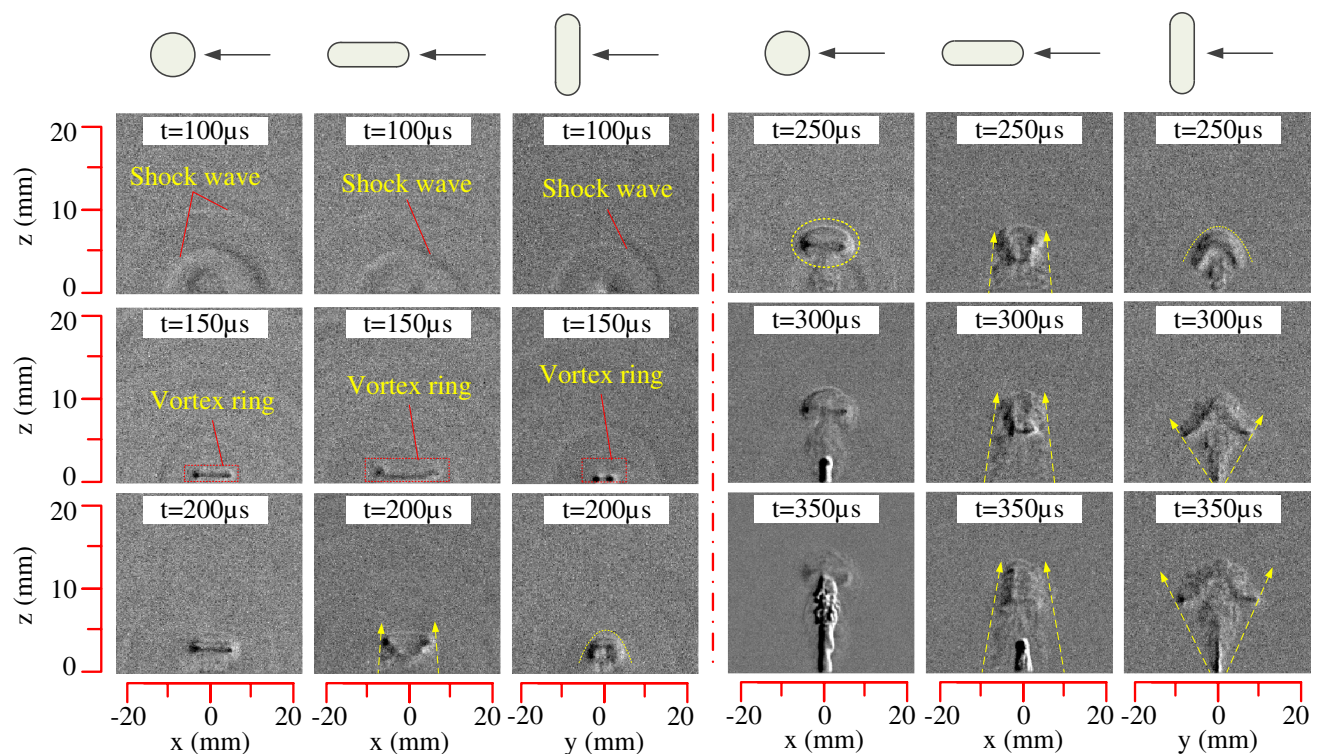 t=100µs t=100µs t=100µs t=250µs t=250µs t=250µs
Shock wave Shock wave Shock wave
20
10
0
z (mm)
t=150µs t=150µs t=150µs t=300µs t=300µs t=300µs
Vortex ring Vortex ring Vortex ring
20
10
0
z (mm)
t=200µs t=200µs t=200µs t=350µs t=350µs t=350µs
20
10
0
z (mm)
-20 0 20 -20 0 20 -20 0 20 -20 0 20 -20 0 20 -20 0 20
x (mm) x (mm) y (mm) x (mm) x (mm) y (mm)